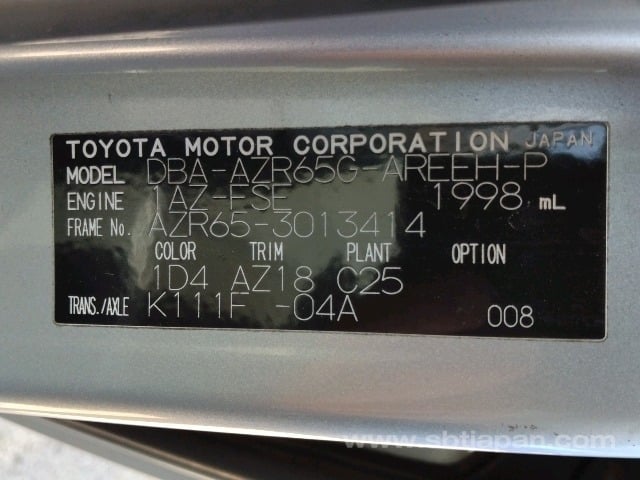 TOYOTA MOTOR CORPORATION JAPAN
MODEL DBA-AZR65G-AREEH-P
ENGINE 1AZ-FSE 1998 mL
FRAME No. AZR65-3013414
COLOR TRIM PLANT OPTION
1D4 AZ18 C25
TRANS./AXLE K111F -04A 008
www.sbtjapan.com